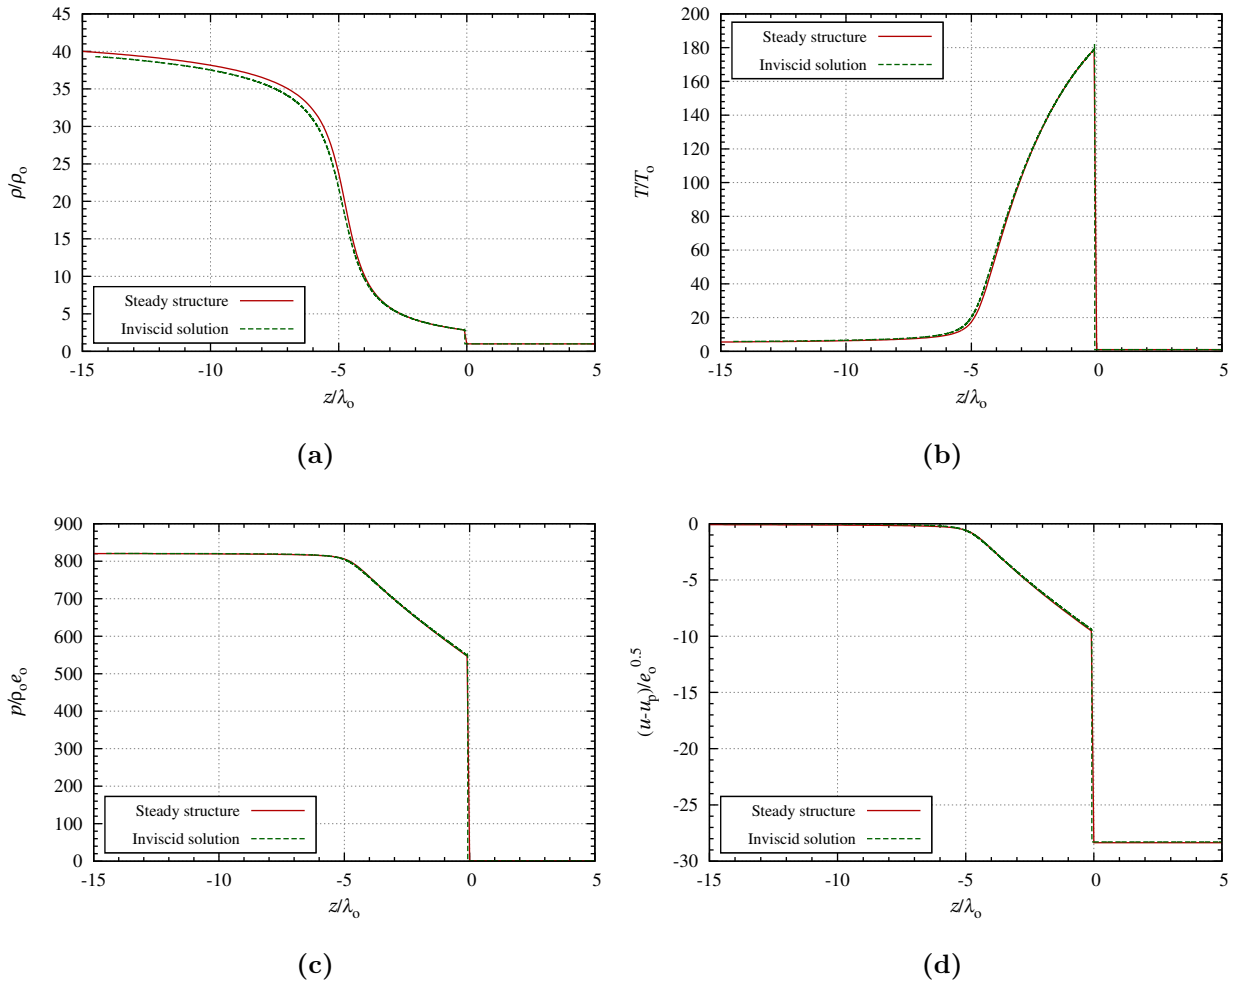 45
40
35
30
25
20
15
10
5
0
ρ/ρₒ
Steady structure
Inviscid solution
-15 -10 -5 0 5
z/λₒ
(a)
200
180
160
140
120
100
80
60
40
20
0
T/Tₒ
Steady structure
Inviscid solution
-15 -10 -5 0 5
z/λₒ
(b)
900
800
700
600
500
400
300
200
100
0
p/ρₒeₒ
Steady structure
Inviscid solution
-15 -10 -5 0 5
z/λₒ
(c)
0
-5
-10
-15
-20
-25
-30
(u-uₚ)/eₒ^0.5
Steady structure
Inviscid solution
-15 -10 -5 0 5
z/λₒ
(d)